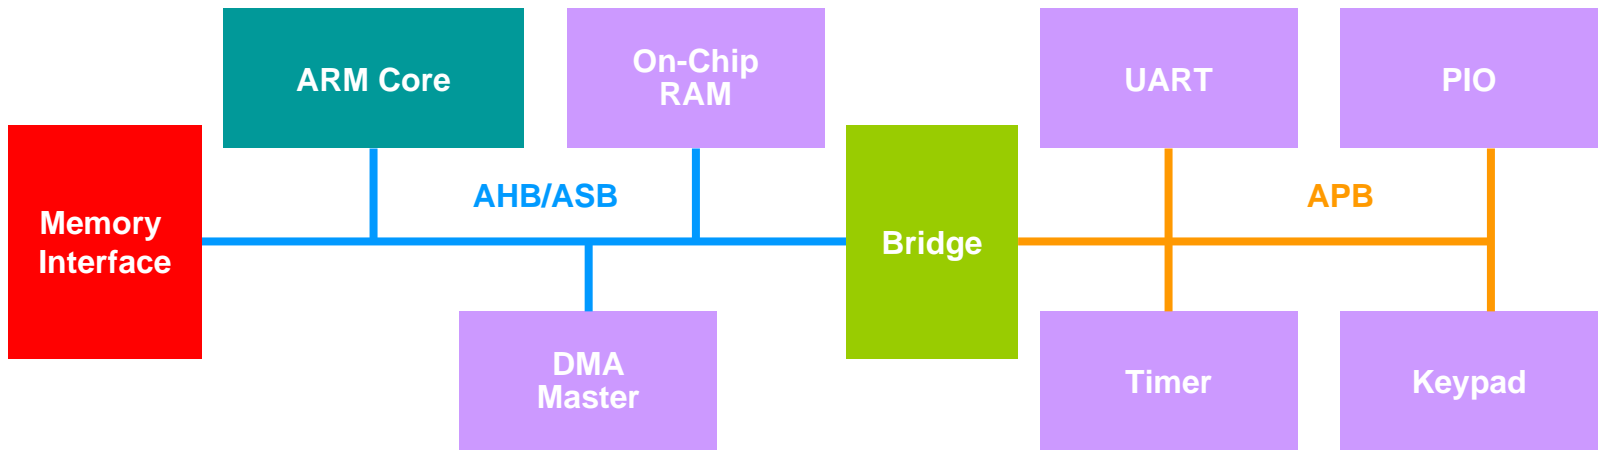 ARM Core
On-Chip
RAM
UART
PIO
AHB/ASB
APB
Memory
Interface
Bridge
DMA
Master
Timer
Keypad